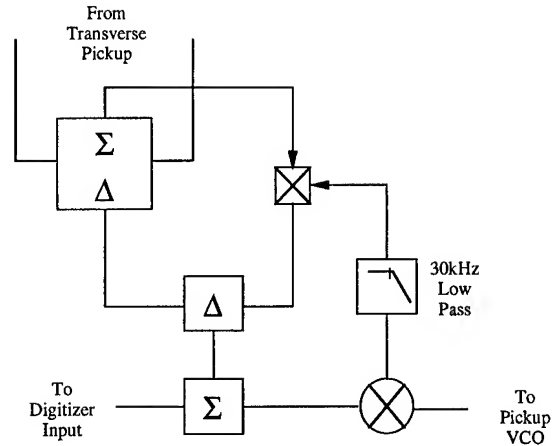 From
Transverse
Pickup
Σ
Δ
30kHz
Low
Pass
Δ
To
Digitizer
Input
Σ
To
Pickup
VCO